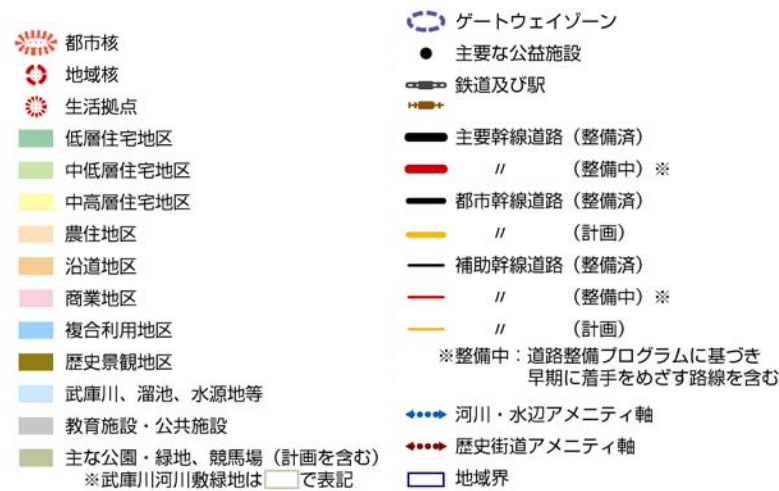 都市核
地域核
生活拠点
低層住宅地区
中低層住宅地区
中高層住宅地区
農住地区
沿道地区
商業地区
複合利用地区
歴史景観地区
武庫川、溜池、水源地等
教育施設・公共施設
主な公園・緑地、競馬場（計画を含む）
※武庫川河川敷緑地は　　で表記
ゲートウェイゾーン
主要な公益施設
鉄道及び駅
主要幹線道路（整備済）
〃　（整備中）※
都市幹線道路（整備済）
〃　（計画）
補助幹線道路（整備済）
〃　（整備中）※
〃　（計画）
※整備中：道路整備プログラムに基づき
早期に着手をめざす路線を含む
河川・水辺アメニティ軸
歴史街道アメニティ軸
地域界